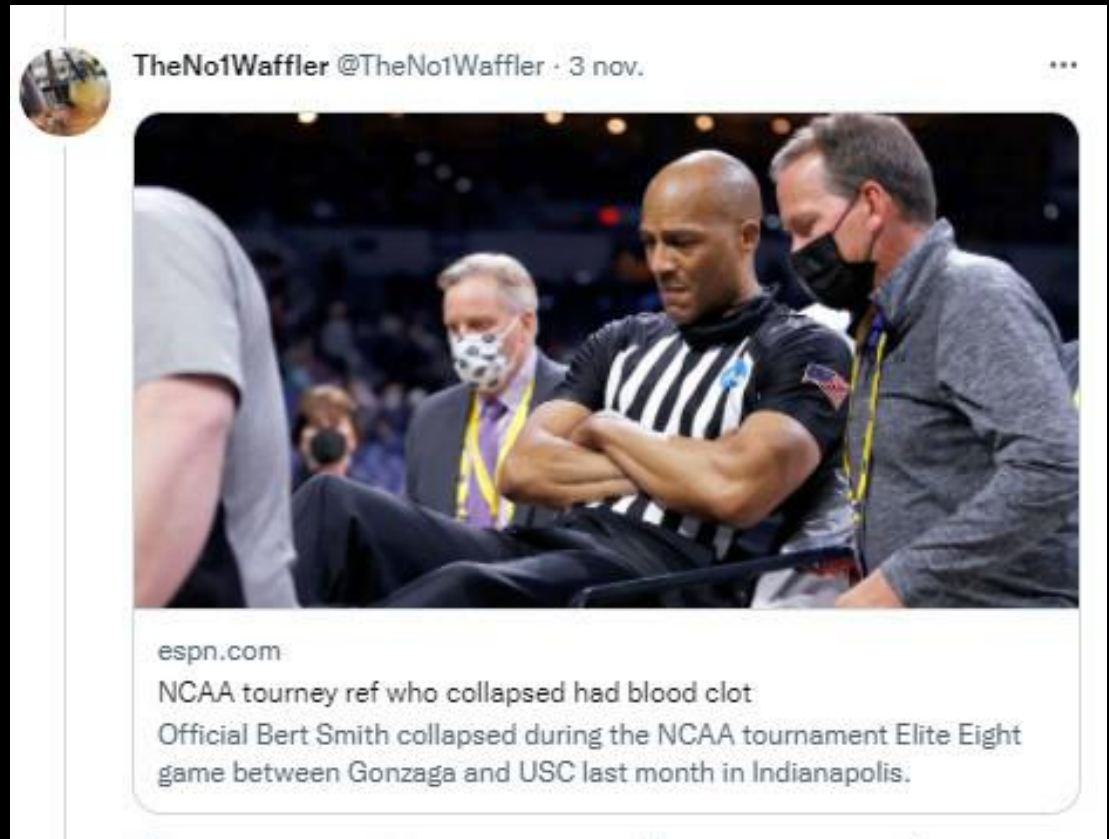 TheNo1Waffler @TheNo1Waffler · 3 nov.
espn.com
NCAA tourney ref who collapsed had blood clot
Official Bert Smith collapsed during the NCAA tournament Elite Eight
game between Gonzaga and USC last month in Indianapolis.